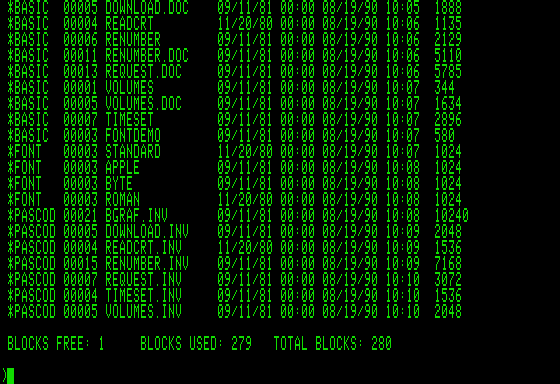 *BASIC 00005 DOWNLOAD.DOC 09/11/81 00:00 08/19/90 10:05 1888
*BASIC 00004 READCRT 11/20/80 00:00 08/19/90 10:06 1135
*BASIC 00006 RENUMBER 09/11/81 00:00 08/19/90 10:06 2129
*BASIC 00011 RENUMBER.DOC 09/11/81 00:00 08/19/90 10:06 5110
*BASIC 00013 REQUEST.DOC 09/11/81 00:00 08/19/90 10:06 5785
*BASIC 00001 VOLUMES 09/11/81 00:00 08/19/90 10:07 344
*BASIC 00005 VOLUMES.DOC 09/11/81 00:00 08/19/90 10:07 1634
*BASIC 00007 TIMESET 09/11/81 00:00 08/19/90 10:07 2896
*BASIC 00003 FONTDEMO 09/11/81 00:00 08/19/90 10:07 580
*FONT 00003 STANDARD 11/20/80 00:00 08/19/90 10:07 1024
*FONT 00003 APPLE 09/11/81 00:00 08/19/90 10:08 1024
*FONT 00003 BYTE 09/11/81 00:00 08/19/90 10:08 1024
*FONT 00003 ROMAN 11/20/80 00:00 08/19/90 10:08 1024
*PASCOD 00021 BGRAF.INV 09/11/81 00:00 08/19/90 10:08 10240
*PASCOD 00005 DOWNLOAD.INV 09/11/81 00:00 08/19/90 10:09 2048
*PASCOD 00004 READCRT.INV 11/20/80 00:00 08/19/90 10:09 1536
*PASCOD 00015 RENUMBER.INV 09/11/81 00:00 08/19/90 10:09 7168
*PASCOD 00007 REQUEST.INV 09/11/81 00:00 08/19/90 10:10 3072
*PASCOD 00004 TIMESET.INV 09/11/81 00:00 08/19/90 10:10 1536
*PASCOD 00005 VOLUMES.INV 09/11/81 00:00 08/19/90 10:10 2048
BLOCKS FREE: 1 BLOCKS USED: 279 TOTAL BLOCKS: 280
)